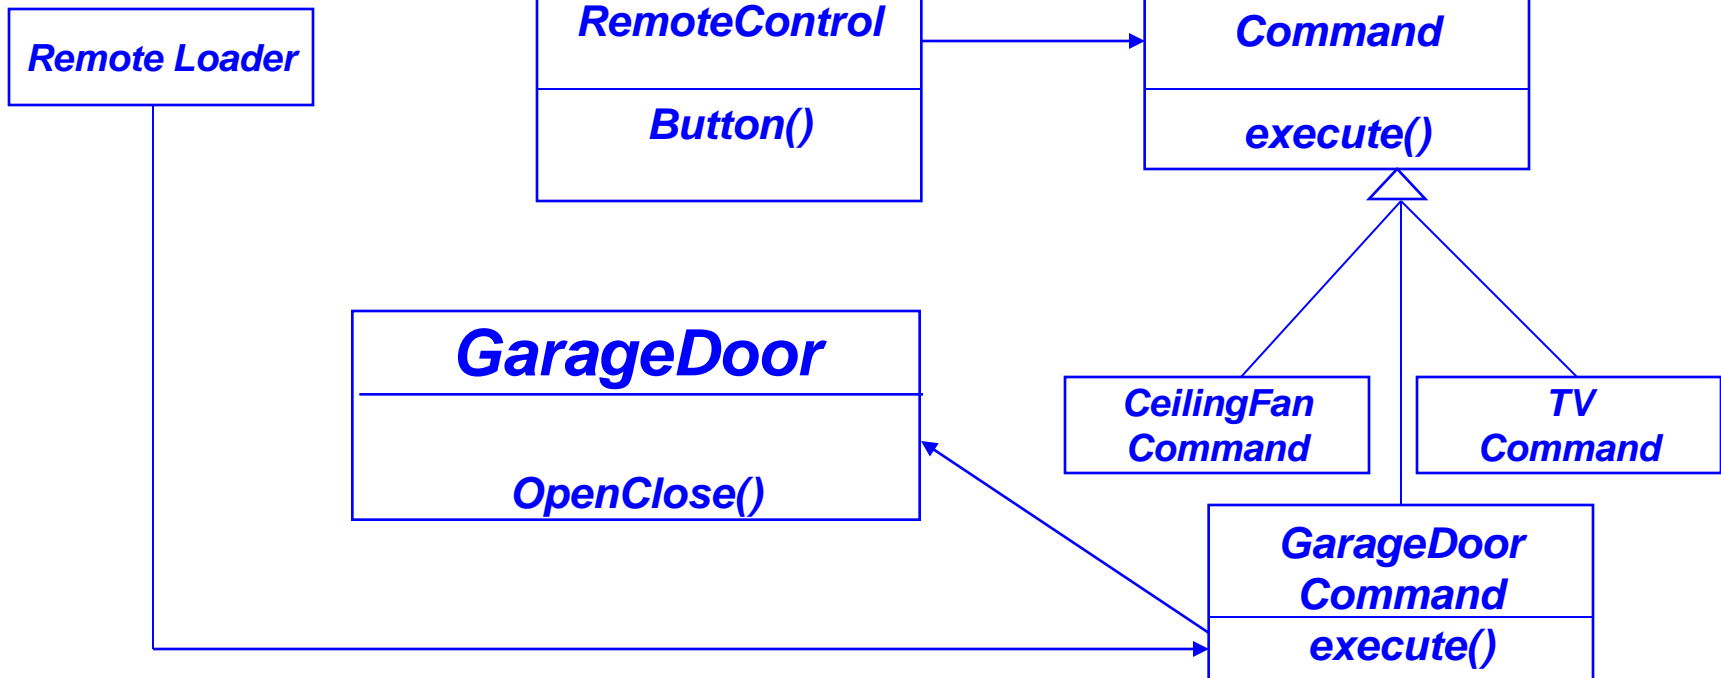 Remote Loader
RemoteControl
Button()
Command
execute()
GarageDoor
OpenClose()
CeilingFan
Command
TV
Command
GarageDoor
Command
execute()